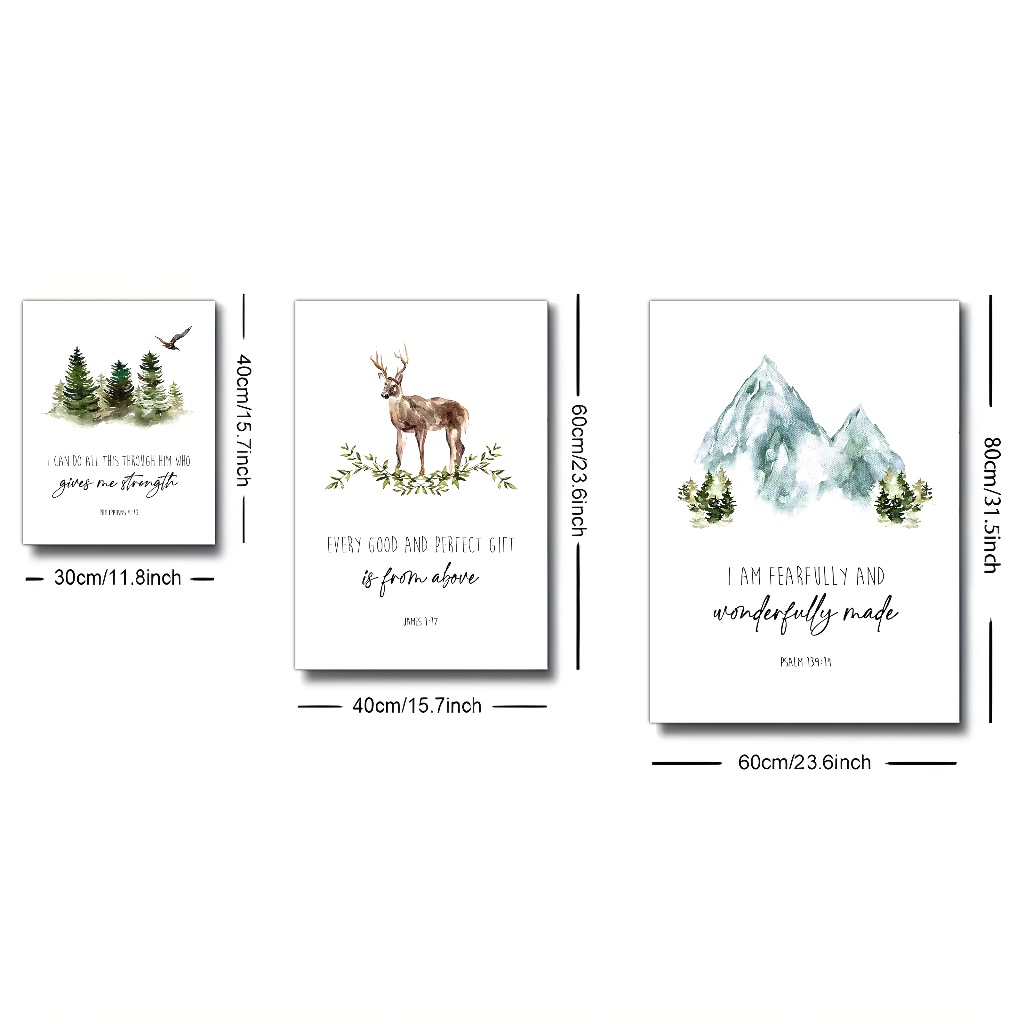 I CAN DO ALL THIS THROUGH HIM WHO
gives me strength
40cm/15.7inch
30cm/11.8inch
EVERY GOOD AND PERFECT GIFT
is from above
JAMES 1:17
60cm/23.6inch
40cm/15.7inch
I AM FEARFULLY AND
wonderfully made
PSALM 139:14
80cm/31.5inch
60cm/23.6inch